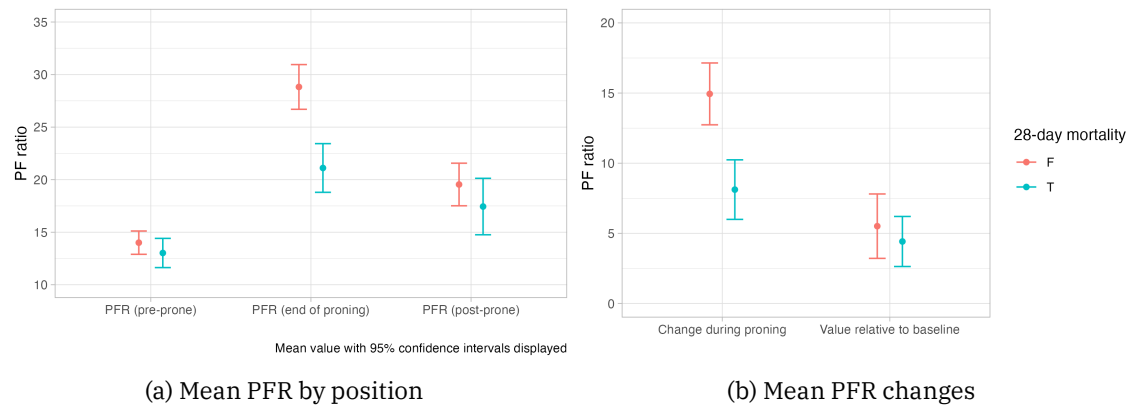 PF ratio
35
30
25
20
15
10
PFR (pre-prone)
PFR (end of proning)
PFR (post-prone)
Mean value with 95% confidence intervals displayed
(a) Mean PFR by position
PF ratio
20
15
10
5
0
Change during proning
Value relative to baseline
28-day mortality
F
T
(b) Mean PFR changes